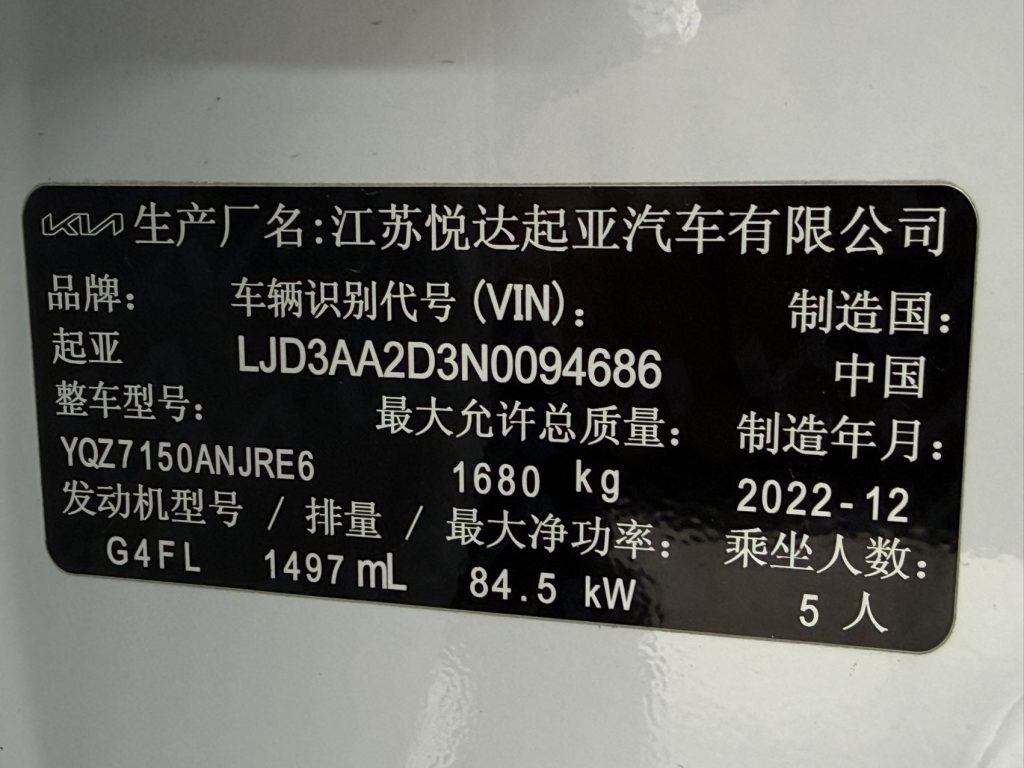 KIA 生产厂名:江苏悦达起亚汽车有限公司
品牌: 车辆识别代号(VIN): 制造国:
起亚 LJD3AA2D3N0094686 中国
整车型号: 最大允许总质量: 制造年月:
YQZ7150ANJRE6 1680 kg 2022-12
发动机型号 / 排量 / 最大净功率: 乘坐人数:
G4FL 1497 mL 84.5 kW 5 人